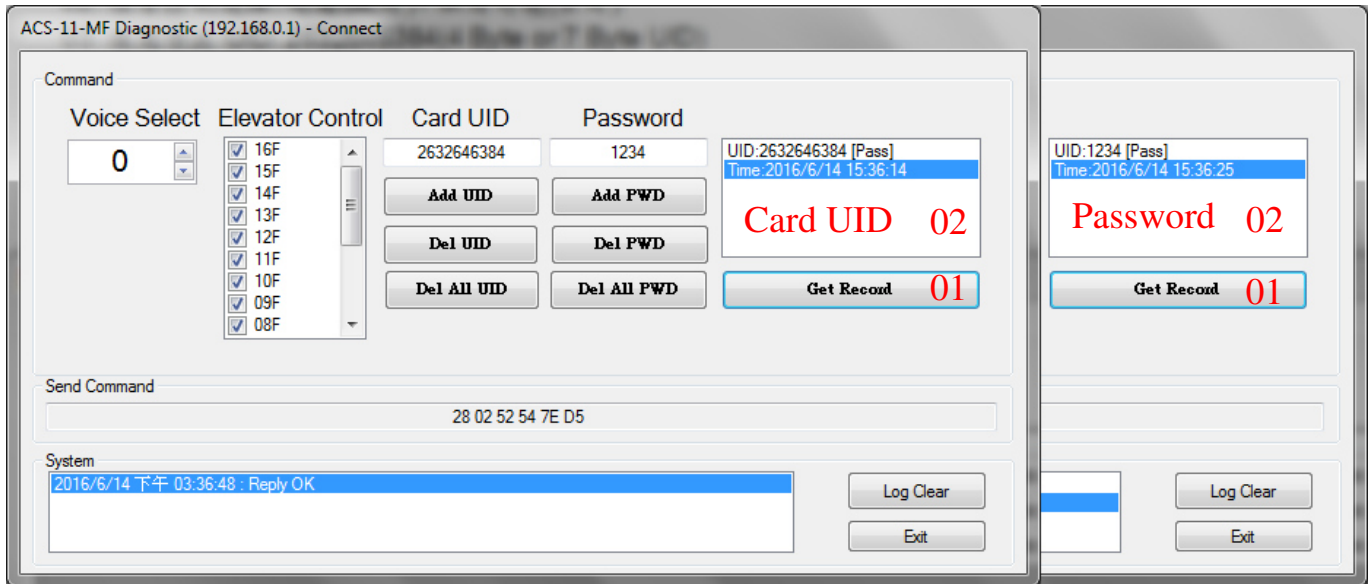 ACS-11-MF Diagnostic (192.168.0.1) - Connect
Command
Voice Select
Elevator Control
Card UID
Password
0
16F
15F
14F
13F
12F
11F
10F
09F
08F
2632646384
1234
Add UID
Add PWD
Del UID
Del PWD
Del All UID
Del All PWD
UID:2632646384 [Pass]
Time:2016/6/14 15:36:14
Card UID 02
Get Record 01
UID:1234 [Pass]
Time:2016/6/14 15:36:25
Password 02
Get Record 01
Send Command
28 02 52 54 7E D5
System
2016/6/14 下午 03:36:48 : Reply OK
Log Clear
Exit
Log Clear
Exit